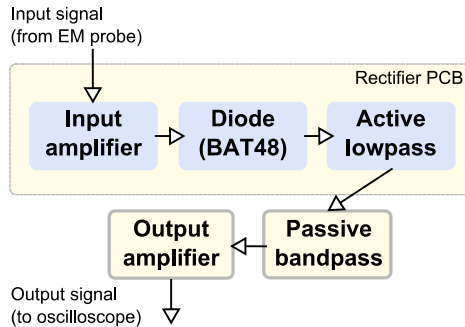 Input signal
(from EM probe)
Rectifier PCB
Input
amplifier
Diode
(BAT48)
Active
lowpass
Output
amplifier
Passive
bandpass
Output signal
(to oscilloscope)